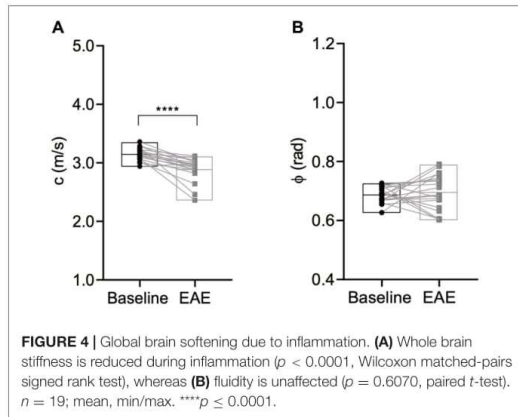 A
B
5.0
4.0
3.0
2.0
1.0
c (m/s)
****
Baseline
EAE
1.2
1.0
0.8
0.6
0.4
ϕ (rad)
Baseline
EAE
FIGURE 4 | Global brain softening due to inflammation. (A) Whole brain
stiffness is reduced during inflammation (p < 0.0001, Wilcoxon matched-pairs
signed rank test), whereas (B) fluidity is unaffected (p = 0.6070, paired t-test).
n = 19; mean, min/max. ****p ≤ 0.0001.